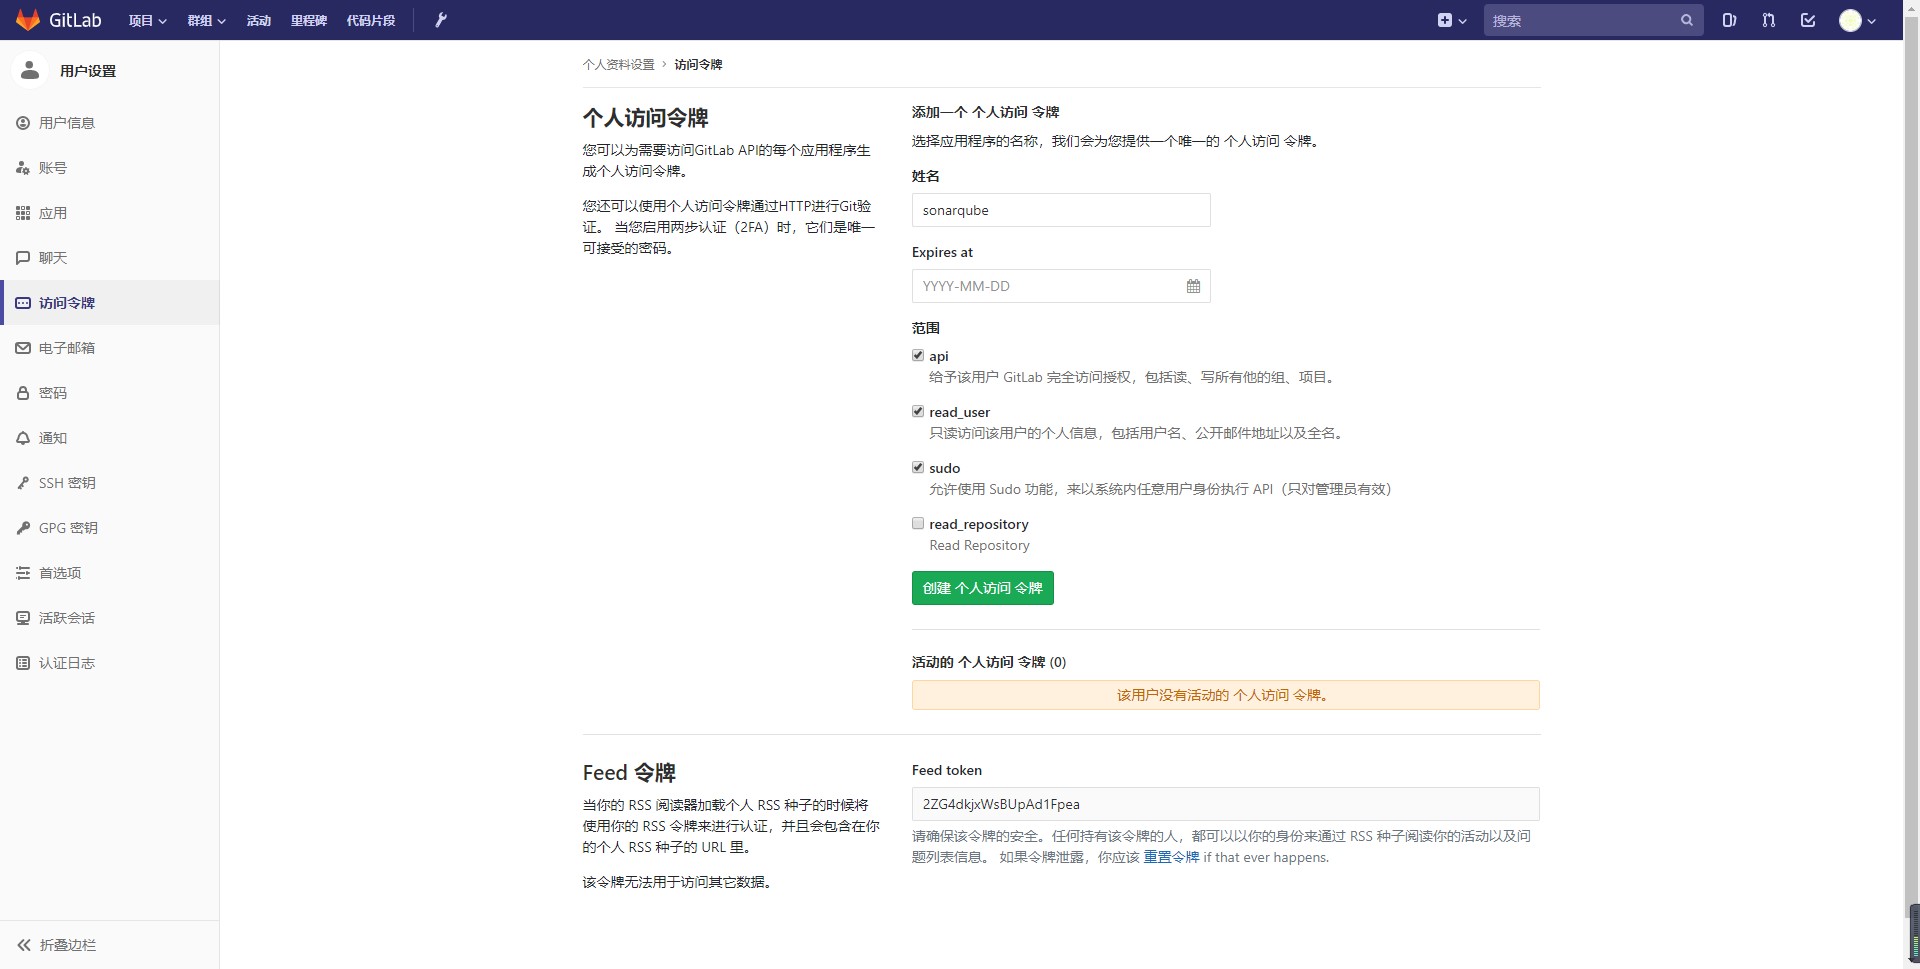 GitLab 项目 群组 活动 里程碑 代码片段 搜索
用户设置
用户信息
账号
应用
聊天
访问令牌
电子邮箱
密码
通知
SSH 密钥
GPG 密钥
首选项
活跃会话
认证日志
折叠边栏
个人资料设置 › 访问令牌
个人访问令牌
您可以为需要访问GitLab API的每个应用程序生
成个人访问令牌。
您还可以使用个人访问令牌通过HTTP进行Git验
证。 当您启用两步认证（2FA）时，它们是唯一
可接受的密码。
添加一个 个人访问 令牌
选择应用程序的名称，我们会为您提供一个唯一的 个人访问 令牌。
姓名
sonarqube
Expires at
YYYY-MM-DD
范围
api
给予该用户 GitLab 完全访问授权，包括读、写所有他的组、项目。
read_user
只读访问该用户的个人信息，包括用户名、公开邮件地址以及全名。
sudo
允许使用 Sudo 功能，来以系统内任意用户身份执行 API（只对管理员有效）
read_repository
Read Repository
创建 个人访问 令牌
活动的 个人访问 令牌 (0)
该用户没有活动的 个人访问 令牌。
Feed 令牌
当你的 RSS 阅读器加载个人 RSS 种子的时候将
使用你的 RSS 令牌来进行认证，并且会包含在你
的个人 RSS 种子的 URL 里。
该令牌无法用于访问其它数据。
Feed token
2ZG4dkjxWsBUpAd1Fpea
请确保该令牌的安全。任何持有该令牌的人，都可以以你的身份来通过 RSS 种子阅读你的活动以及问
题列表信息。 如果令牌泄露，你应该 重置令牌 if that ever happens.